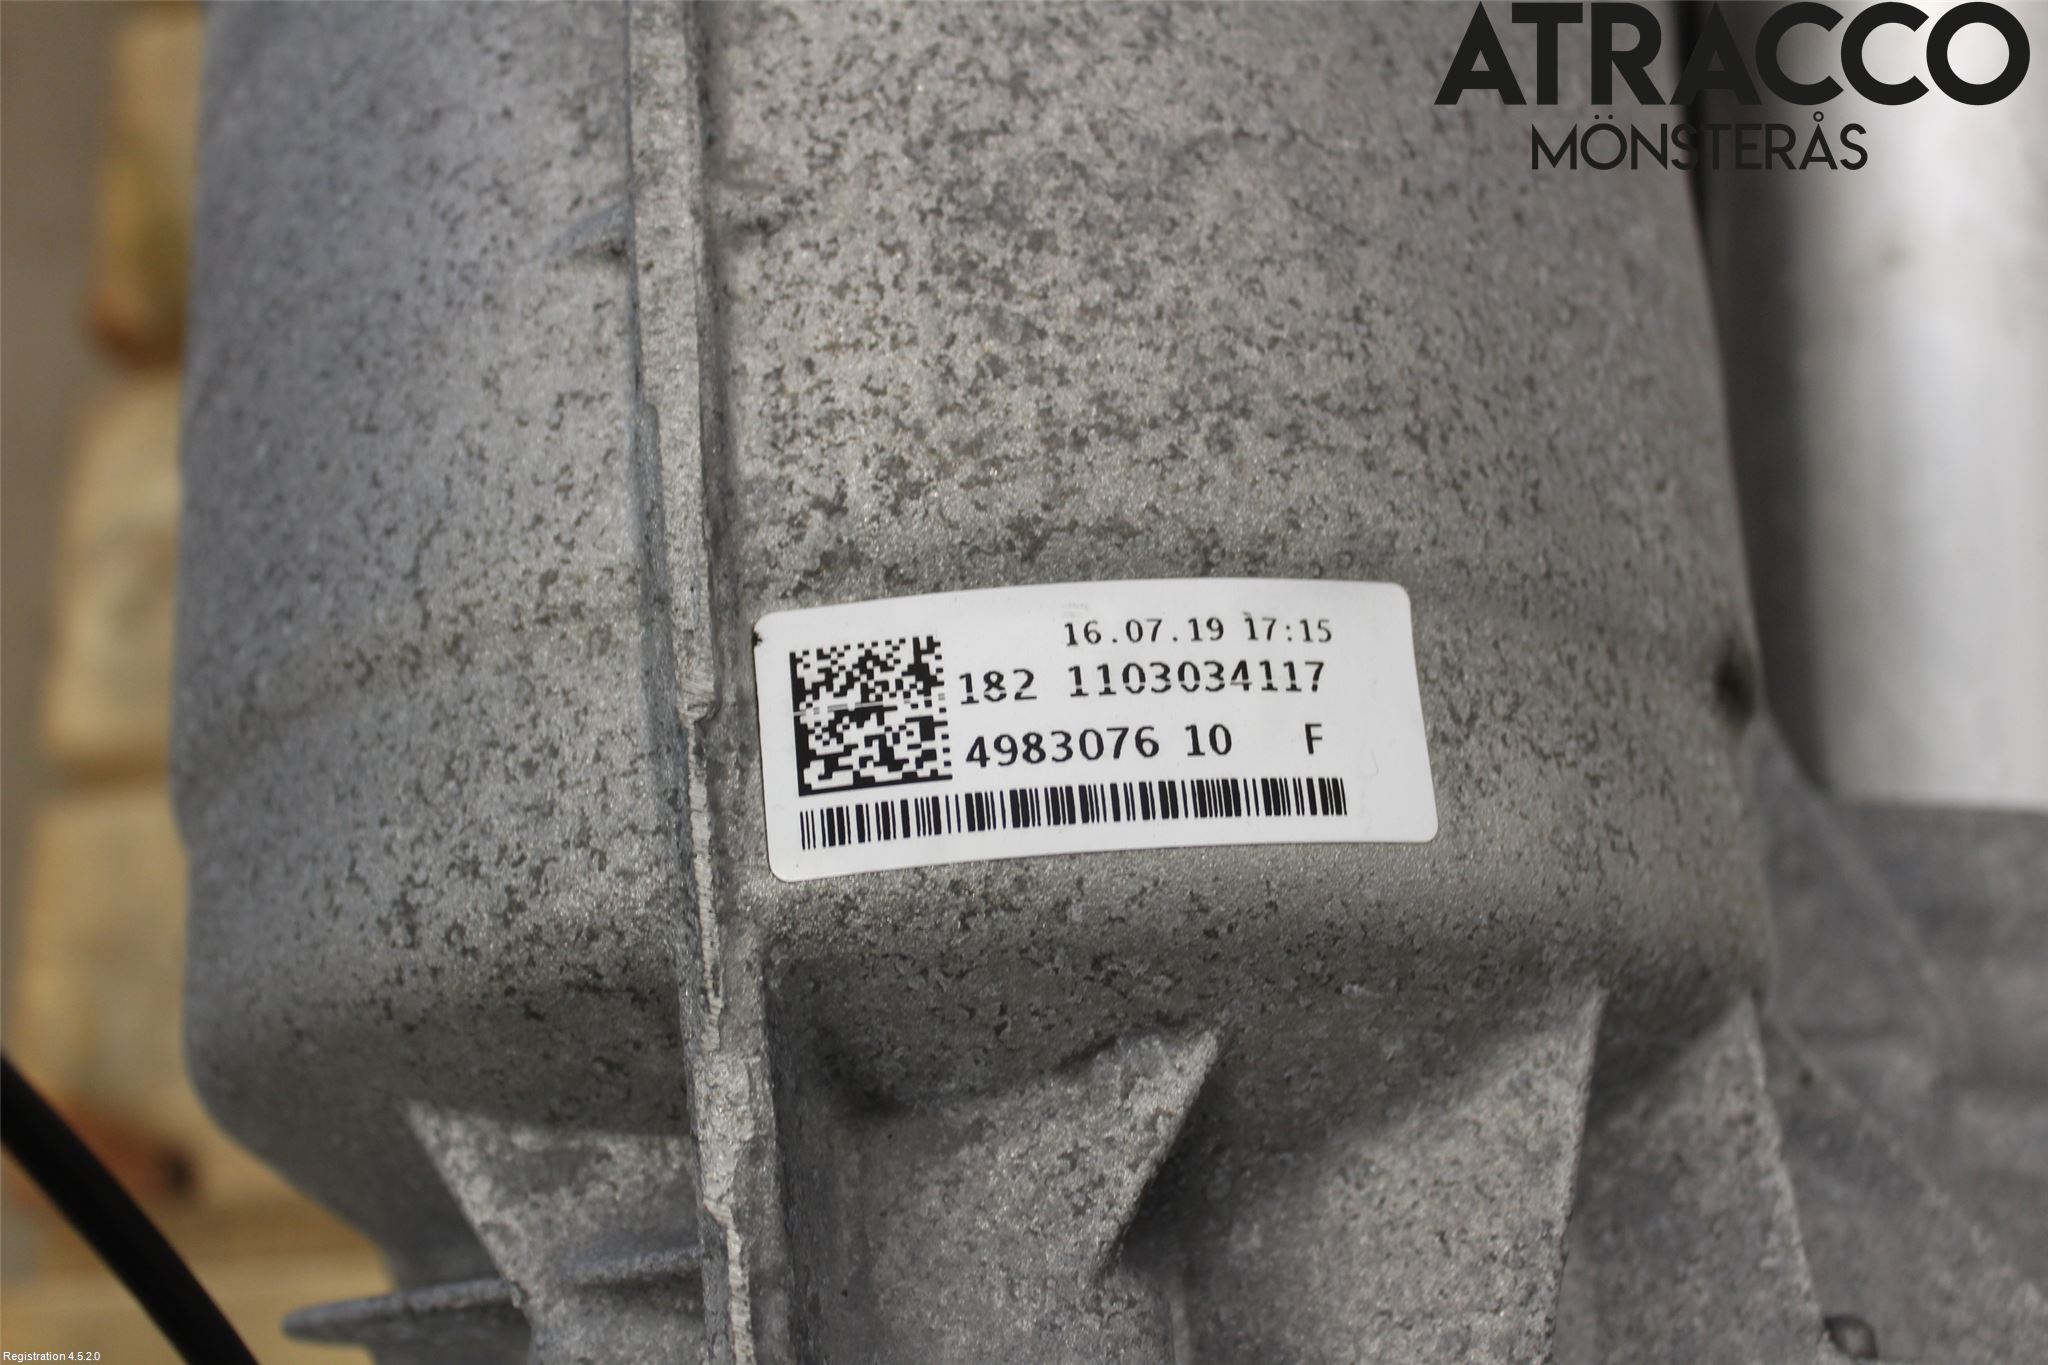 ATRACCO
MÖNSTERÅS
16.07.19 17:15
182 1103034117
4983076 10 F
Registration 4.5.2.0